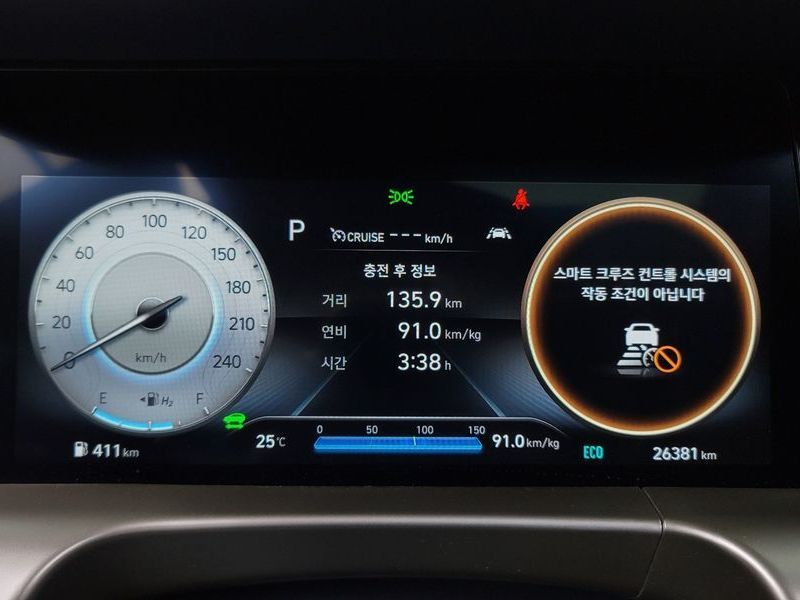 P
CRUISE --- km/h
충전 후 정보
거리 135.9 km
연비 91.0 km/kg
시간 3:38 h
0 20 40 60 80 100 120 150 180 210 240
km/h
E H2 F
411 km
스마트 크루즈 컨트롤 시스템의
작동 조건이 아닙니다
0 50 100 150
25℃
91.0 km/kg
ECO
26381 km